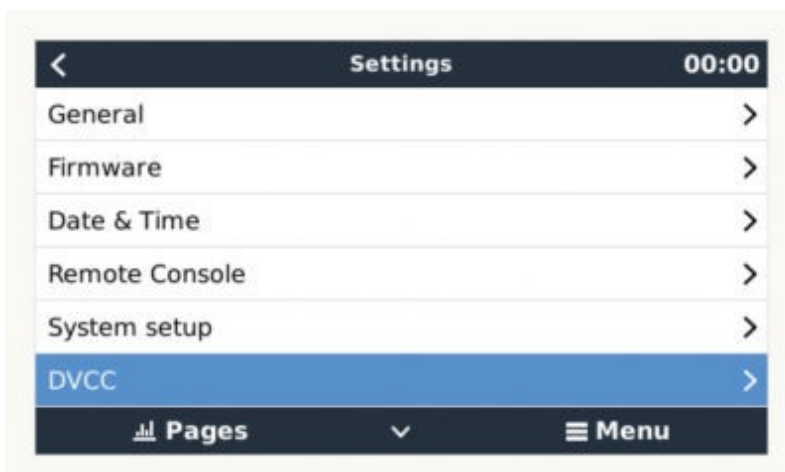 Settings 00:00
General
Firmware
Date & Time
Remote Console
System setup
DVCC
Pages Menu